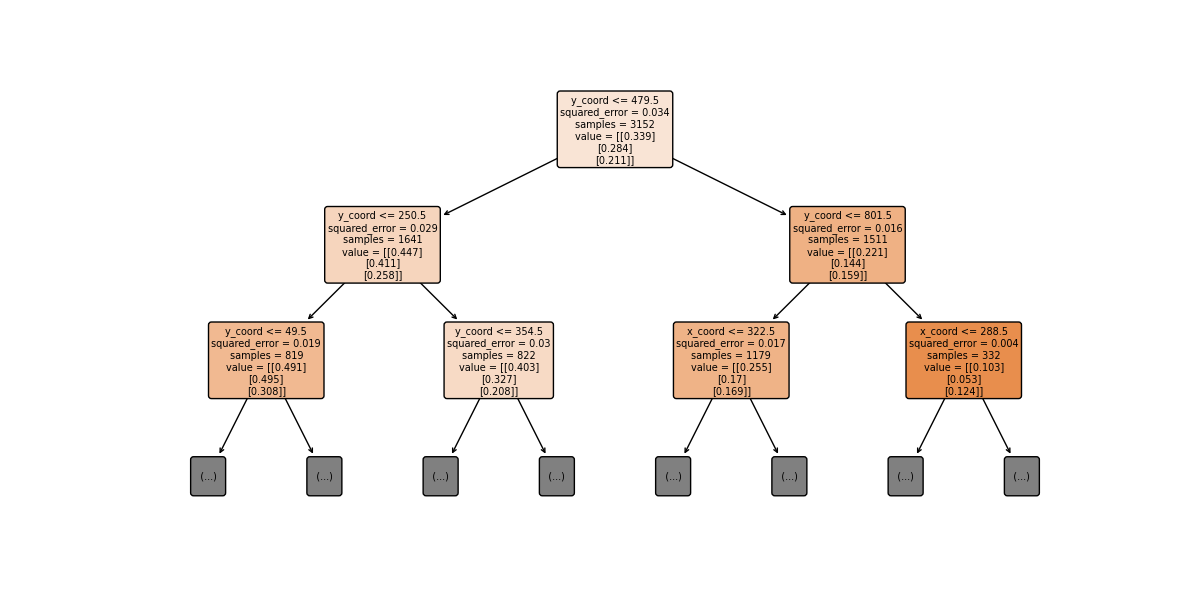 y_coord <= 479.5
squared_error = 0.034
samples = 3152
value = [[0.339]
[0.284]
[0.211]]
y_coord <= 250.5
squared_error = 0.029
samples = 1641
value = [[0.447]
[0.411]
[0.258]]
y_coord <= 801.5
squared_error = 0.016
samples = 1511
value = [[0.221]
[0.144]
[0.159]]
y_coord <= 49.5
squared_error = 0.019
samples = 819
value = [[0.491]
[0.495]
[0.308]]
y_coord <= 354.5
squared_error = 0.03
samples = 822
value = [[0.403]
[0.327]
[0.208]]
x_coord <= 322.5
squared_error = 0.017
samples = 1179
value = [[0.255]
[0.17]
[0.169]]
x_coord <= 288.5
squared_error = 0.004
samples = 332
value = [[0.103]
[0.053]
[0.124]]
(...)
(...)
(...)
(...)
(...)
(...)
(...)
(...)